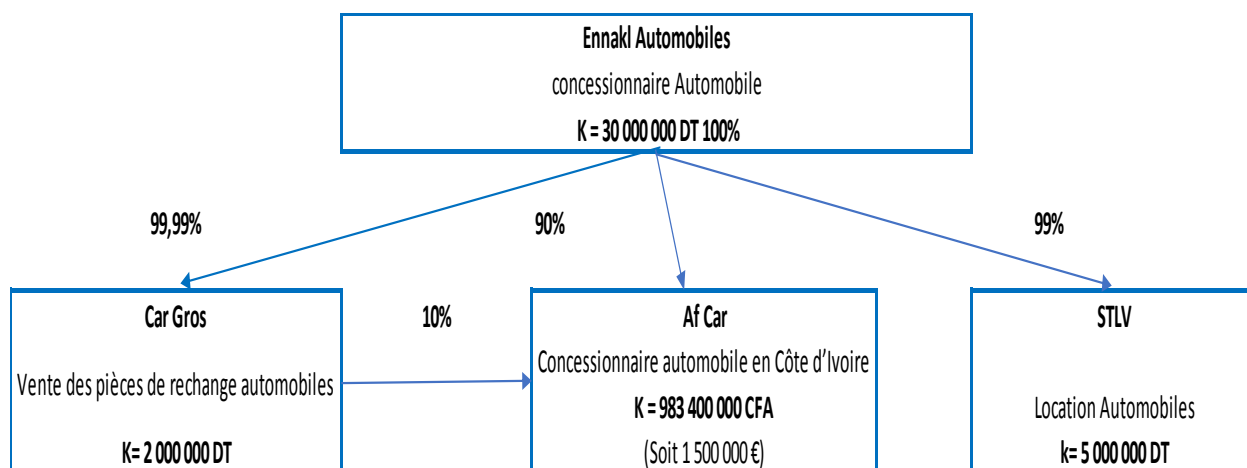 Ennakl Automobiles
concessionnaire Automobile
K = 30 000 000 DT 100%
99,99%
90%
99%
Car Gros
Vente des pièces de rechange automobiles
K= 2 000 000 DT
10%
Af Car
Concessionnaire automobile en Côte d'Ivoire
K = 983 400 000 CFA
(Soit 1 500 000 €)
STLV
Location Automobiles
k= 5 000 000 DT